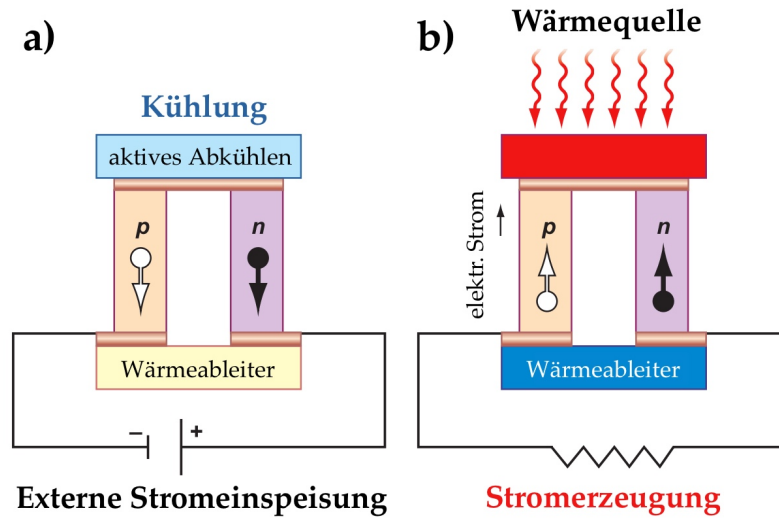 a)
Kühlung
aktives Abkühlen
p
n
Wärmeableiter
– +
Externe Stromeinspeisung
b)
Wärmequelle
elektr. Strom
p
n
Wärmeableiter
Stromerzeugung